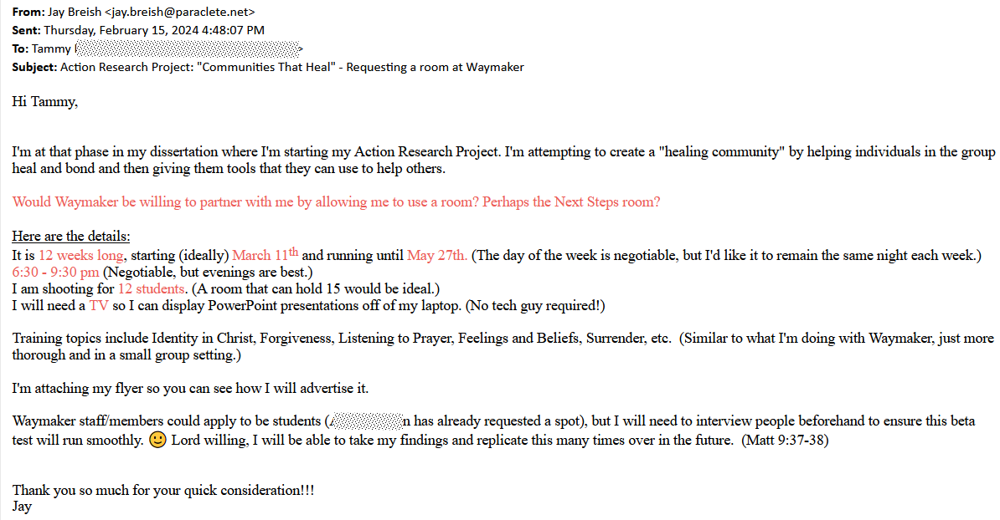 From: Jay Breish <jay.breish@paraclete.net>
Sent: Thursday, February 15, 2024 4:48:07 PM
To: Tammy >
Subject: Action Research Project: "Communities That Heal" - Requesting a room at Waymaker
Hi Tammy,
I'm at that phase in my dissertation where I'm starting my Action Research Project. I'm attempting to create a "healing community" by helping individuals in the group
heal and bond and then giving them tools that they can use to help others.
Would Waymaker be willing to partner with me by allowing me to use a room? Perhaps the Next Steps room?
Here are the details:
It is 12 weeks long, starting (ideally) March 11th and running until May 27th. (The day of the week is negotiable, but I'd like it to remain the same night each week.)
6:30 - 9:30 pm (Negotiable, but evenings are best.)
I am shooting for 12 students. (A room that can hold 15 would be ideal.)
I will need a TV so I can display PowerPoint presentations off of my laptop. (No tech guy required!)
Training topics include Identity in Christ, Forgiveness, Listening to Prayer, Feelings and Beliefs, Surrender, etc.  (Similar to what I'm doing with Waymaker, just more
thorough and in a small group setting.)
I'm attaching my flyer so you can see how I will advertise it.
Waymaker staff/members could apply to be students ( n has already requested a spot), but I will need to interview people beforehand to ensure this beta
test will run smoothly. 🙂 Lord willing, I will be able to take my findings and replicate this many times over in the future.  (Matt 9:37-38)
Thank you so much for your quick consideration!!!
Jay